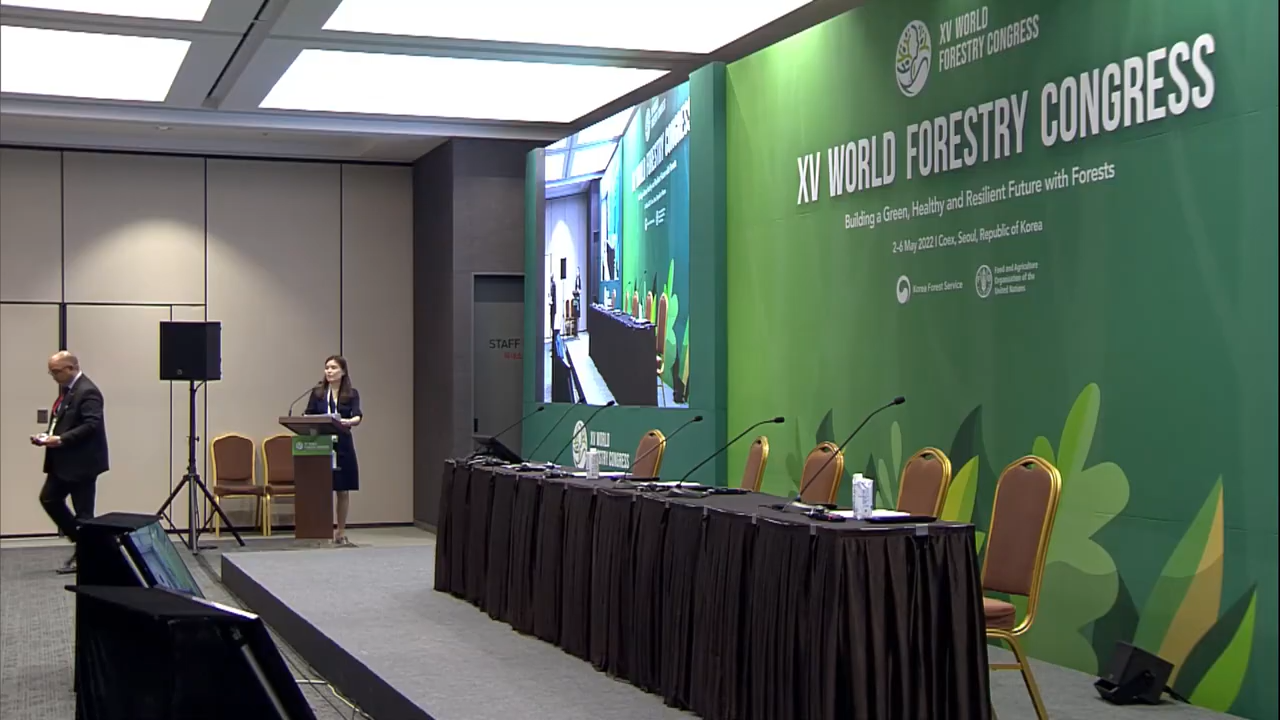 XV WORLD
FORESTRY CONGRESS
XV WORLD FORESTRY CONGRESS
Building a Green, Healthy and Resilient Future with Forests
2-6 May 2022 | Coex, Seoul, Republic of Korea
Korea Forest Service
Food and Agriculture
Organization of the
United Nations
STAFF
XV WORLD
FORESTRY CONGRESS